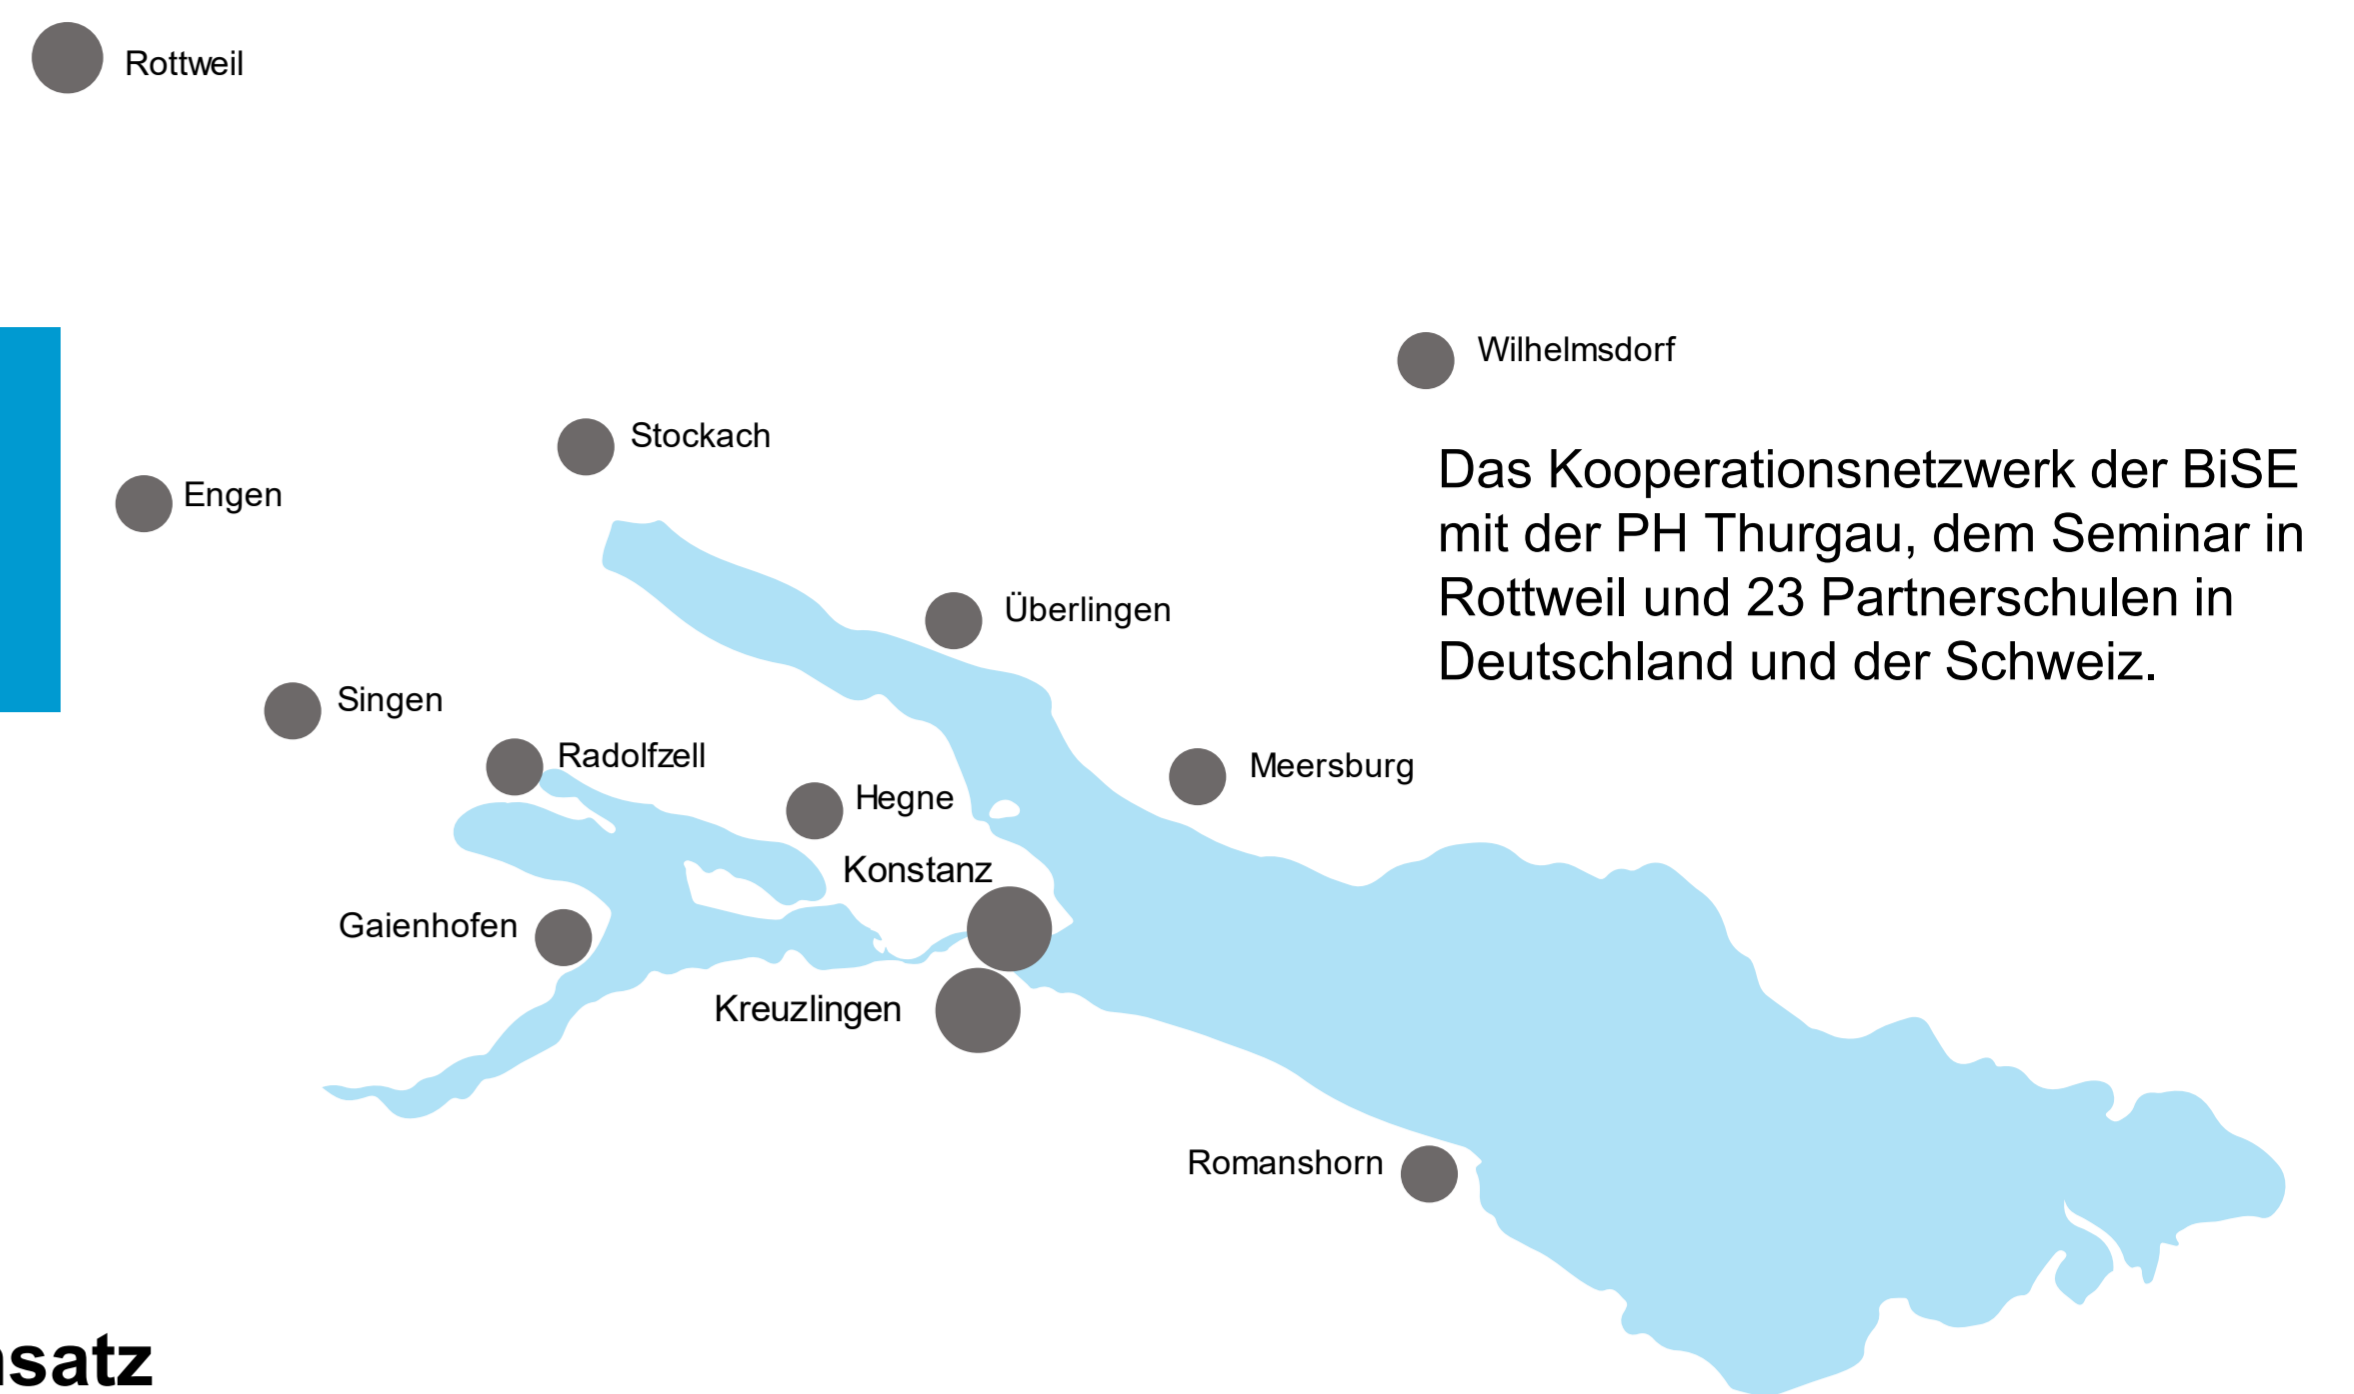 Rottweil
Wilhelmsdorf
Stockach
Das Kooperationsnetzwerk der BiSE
mit der PH Thurgau, dem Seminar in
Rottweil und 23 Partnerschulen in
Deutschland und der Schweiz.
Engen
Überlingen
Singen
Radolfzell
Meersburg
Hegne
Konstanz
Gaienhofen
Kreuzlingen
Romanshorn